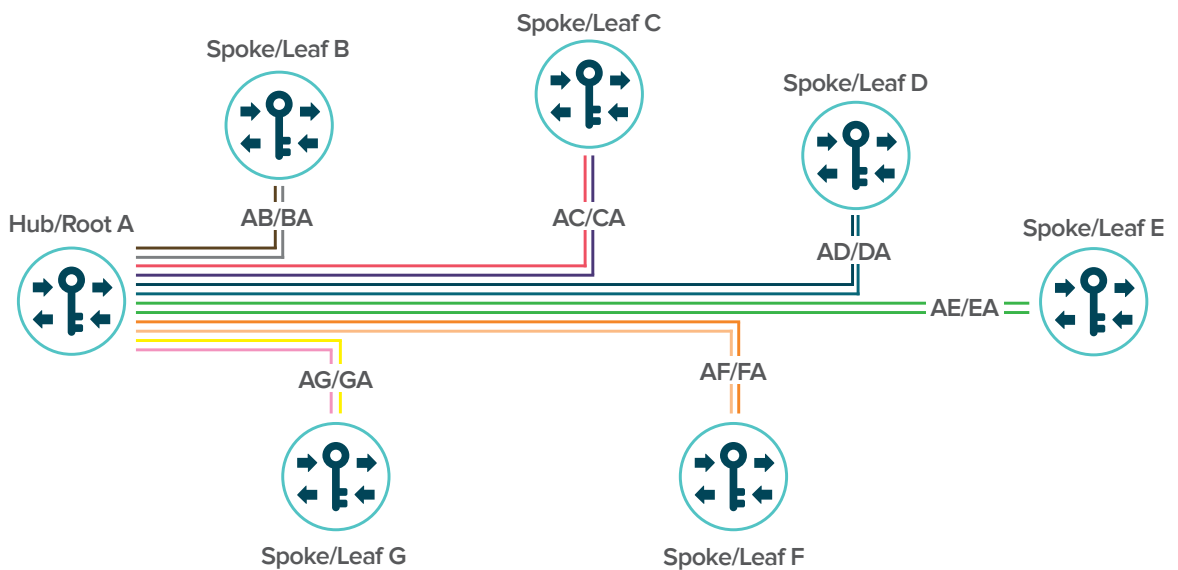 Spoke/Leaf C
Spoke/Leaf B
Spoke/Leaf D
AB/BA
AC/CA
Hub/Root A
Spoke/Leaf E
AD/DA
AE/EA
AF/FA
AG/GA
Spoke/Leaf G
Spoke/Leaf F